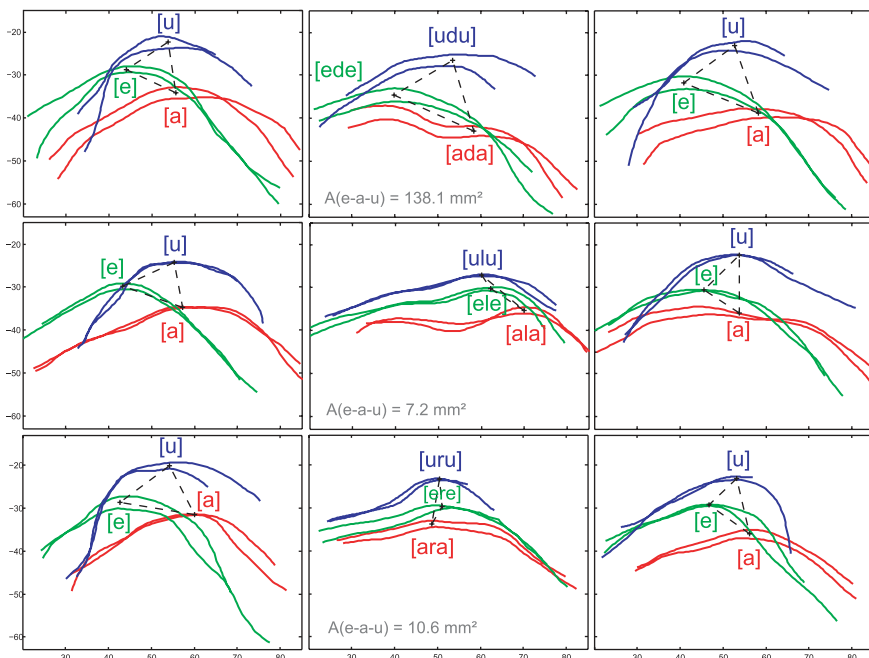 [u]
[e]
[a]
[udu]
[ede]
[ada]
A(e-a-u) = 138.1 mm²
[u]
[e]
[a]
−20
−30
−40
−50
−60
[u]
[e]
[a]
[ulu]
[ele]
[ala]
A(e-a-u) = 7.2 mm²
[u]
[e]
[a]
−20
−30
−40
−50
−60
[u]
[a]
[e]
[uru]
[ere]
[ara]
A(e-a-u) = 10.6 mm²
[u]
[e]
[a]
−20
−30
−40
−50
−60
30 40 50 60 70 80
30 40 50 60 70 80
30 40 50 60 70 80